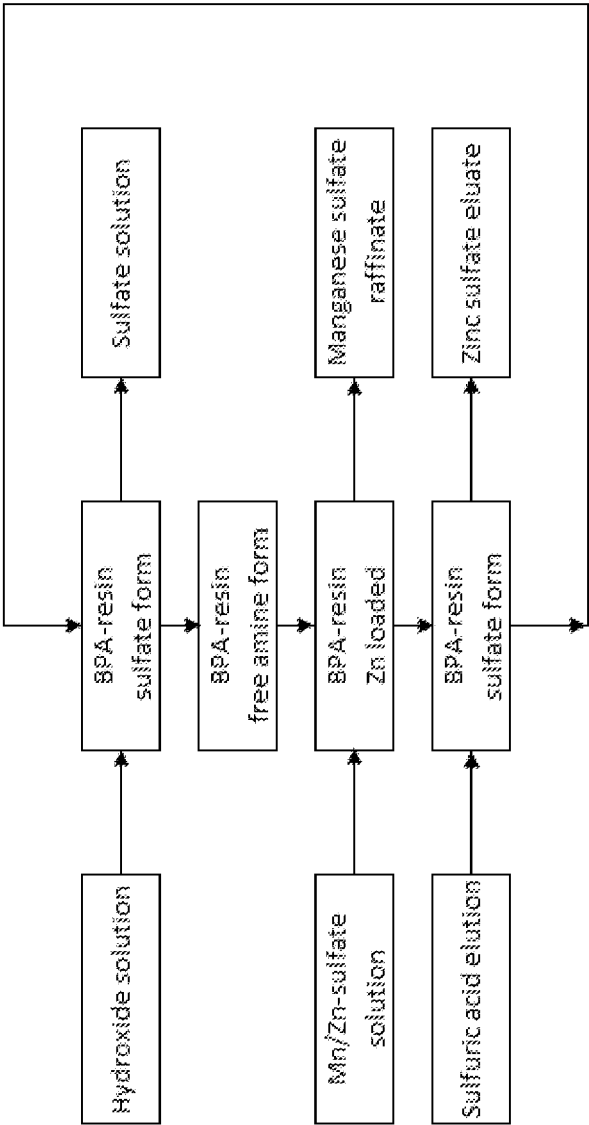 Hydroxide solution
BPA-resin
sulfate form
Sulfate solution
BPA-resin
free amine form
Mn/Zn-sulfate
solution
BPA-resin
Zn loaded
Manganese sulfate
raffinate
Sulfuric acid elution
BPA-resin
sulfate form
Zinc sulfate eluate